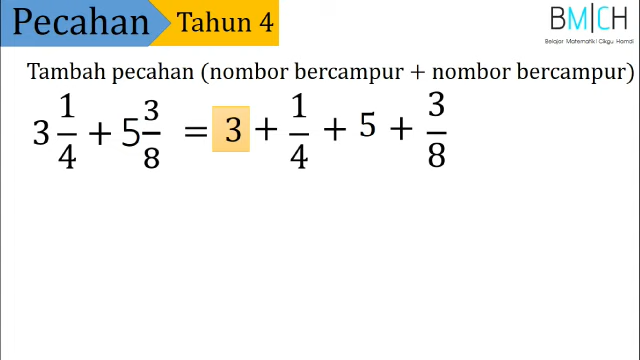 Pecahan Tahun 4
BM|CH
Belajar Matematik i Cikgu Hamdi
Tambah pecahan (nombor bercampur + nombor bercampur)
3 1/4 + 5 3/8 = 3 + 1/4 + 5 + 3/8